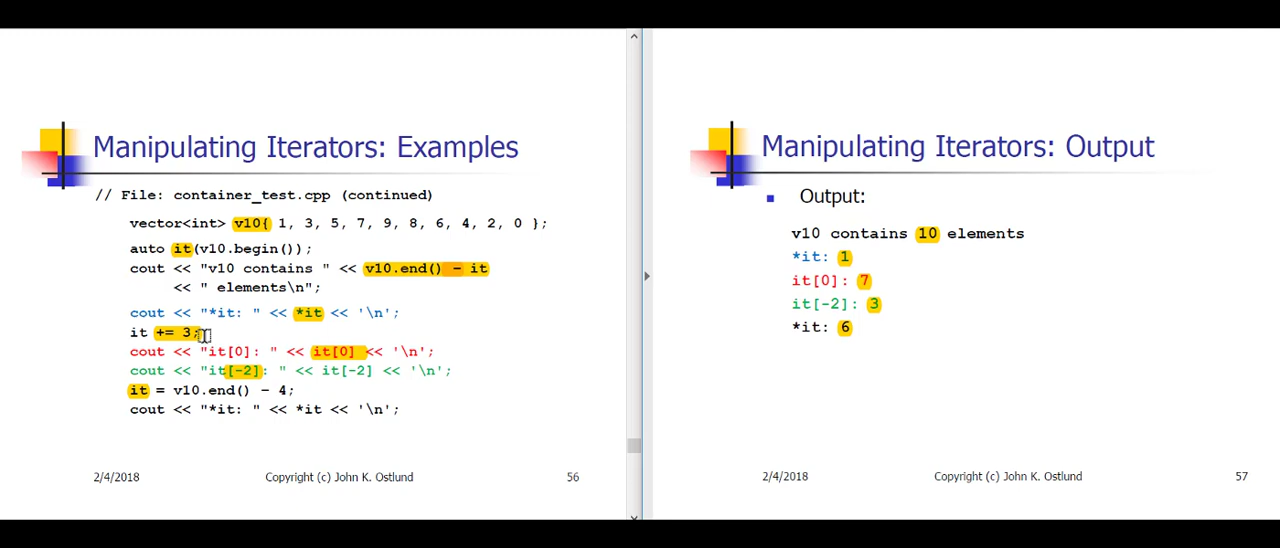 Manipulating Iterators: Examples
// File: container_test.cpp (continued)
vector<int> v10{ 1, 3, 5, 7, 9, 8, 6, 4, 2, 0 };
auto it(v10.begin());
cout << "v10 contains " << v10.end() - it
<< " elements\n";
cout << "*it: " << *it << '\n';
it += 3;
cout << "it[0]: " << it[0] << '\n';
cout << "it[-2]: " << it[-2] << '\n';
it = v10.end() - 4;
cout << "*it: " << *it << '\n';
2/4/2018 Copyright (c) John K. Ostlund 56
Manipulating Iterators: Output
Output:
v10 contains 10 elements
*it: 1
it[0]: 7
it[-2]: 3
*it: 6
2/4/2018 Copyright (c) John K. Ostlund 57